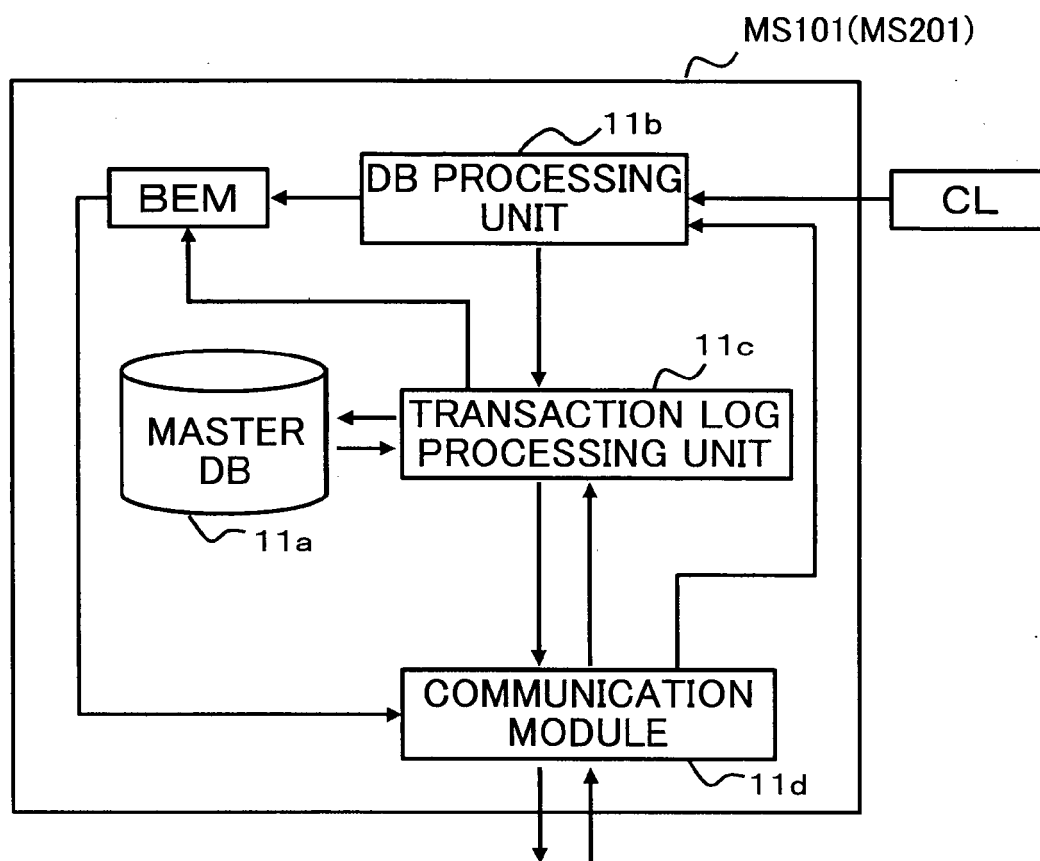 MS101(MS201)
11b
DB PROCESSING
UNIT
BEM
CL
11c
TRANSACTION LOG
PROCESSING UNIT
MASTER
DB
11a
COMMUNICATION
MODULE
11d